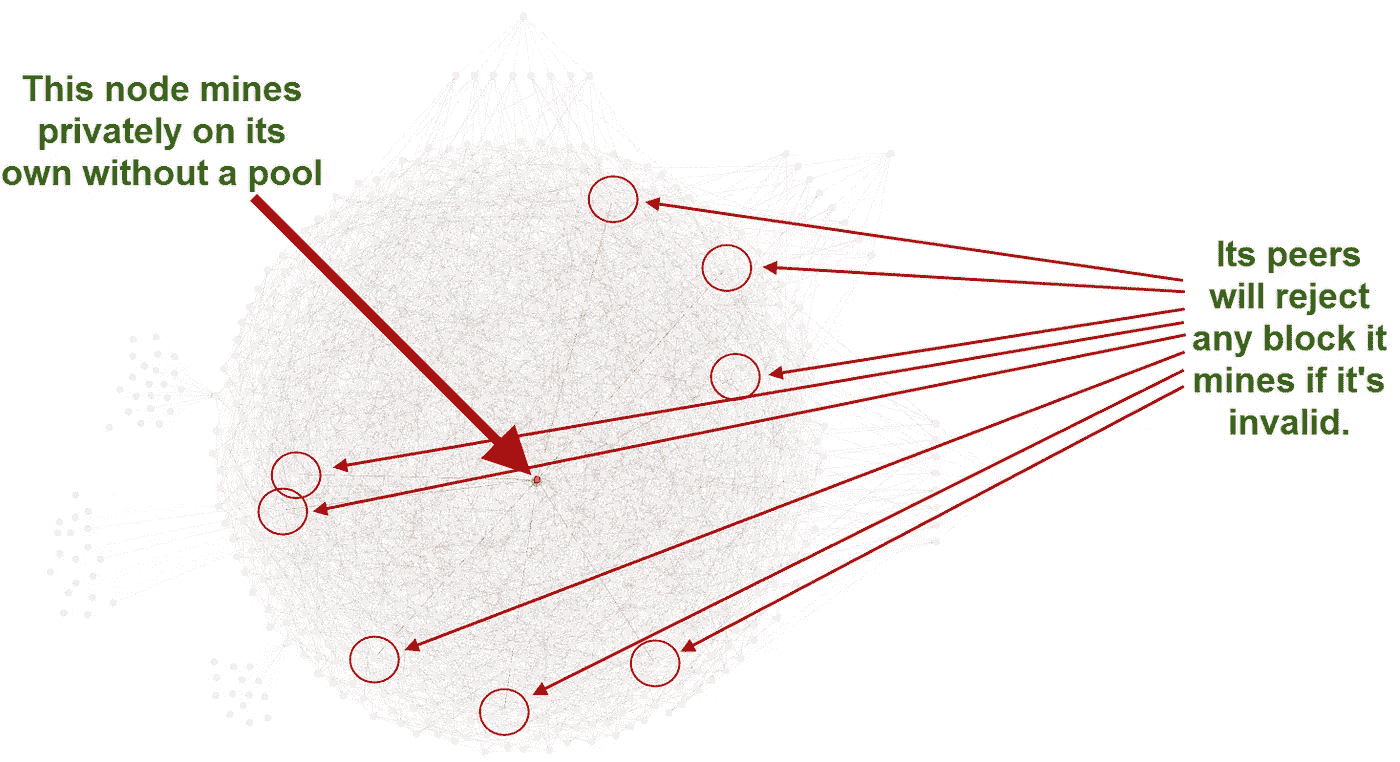 This node mines
privately on its
own without a pool
Its peers
will reject
any block it
mines if it's
invalid.